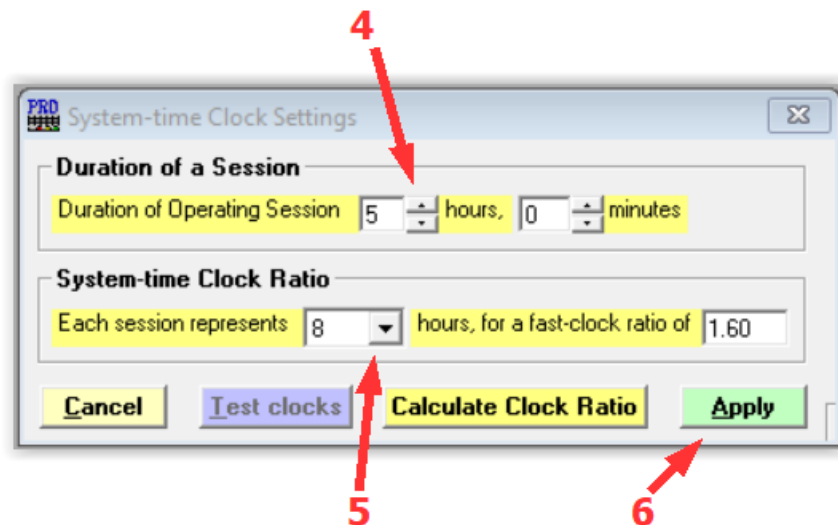 4
PRD
System-time Clock Settings
Duration of a Session
Duration of Operating Session 5 hours, 0 minutes
System-time Clock Ratio
Each session represents 8 hours, for a fast-clock ratio of 1.60
Cancel Test clocks Calculate Clock Ratio Apply
5 6